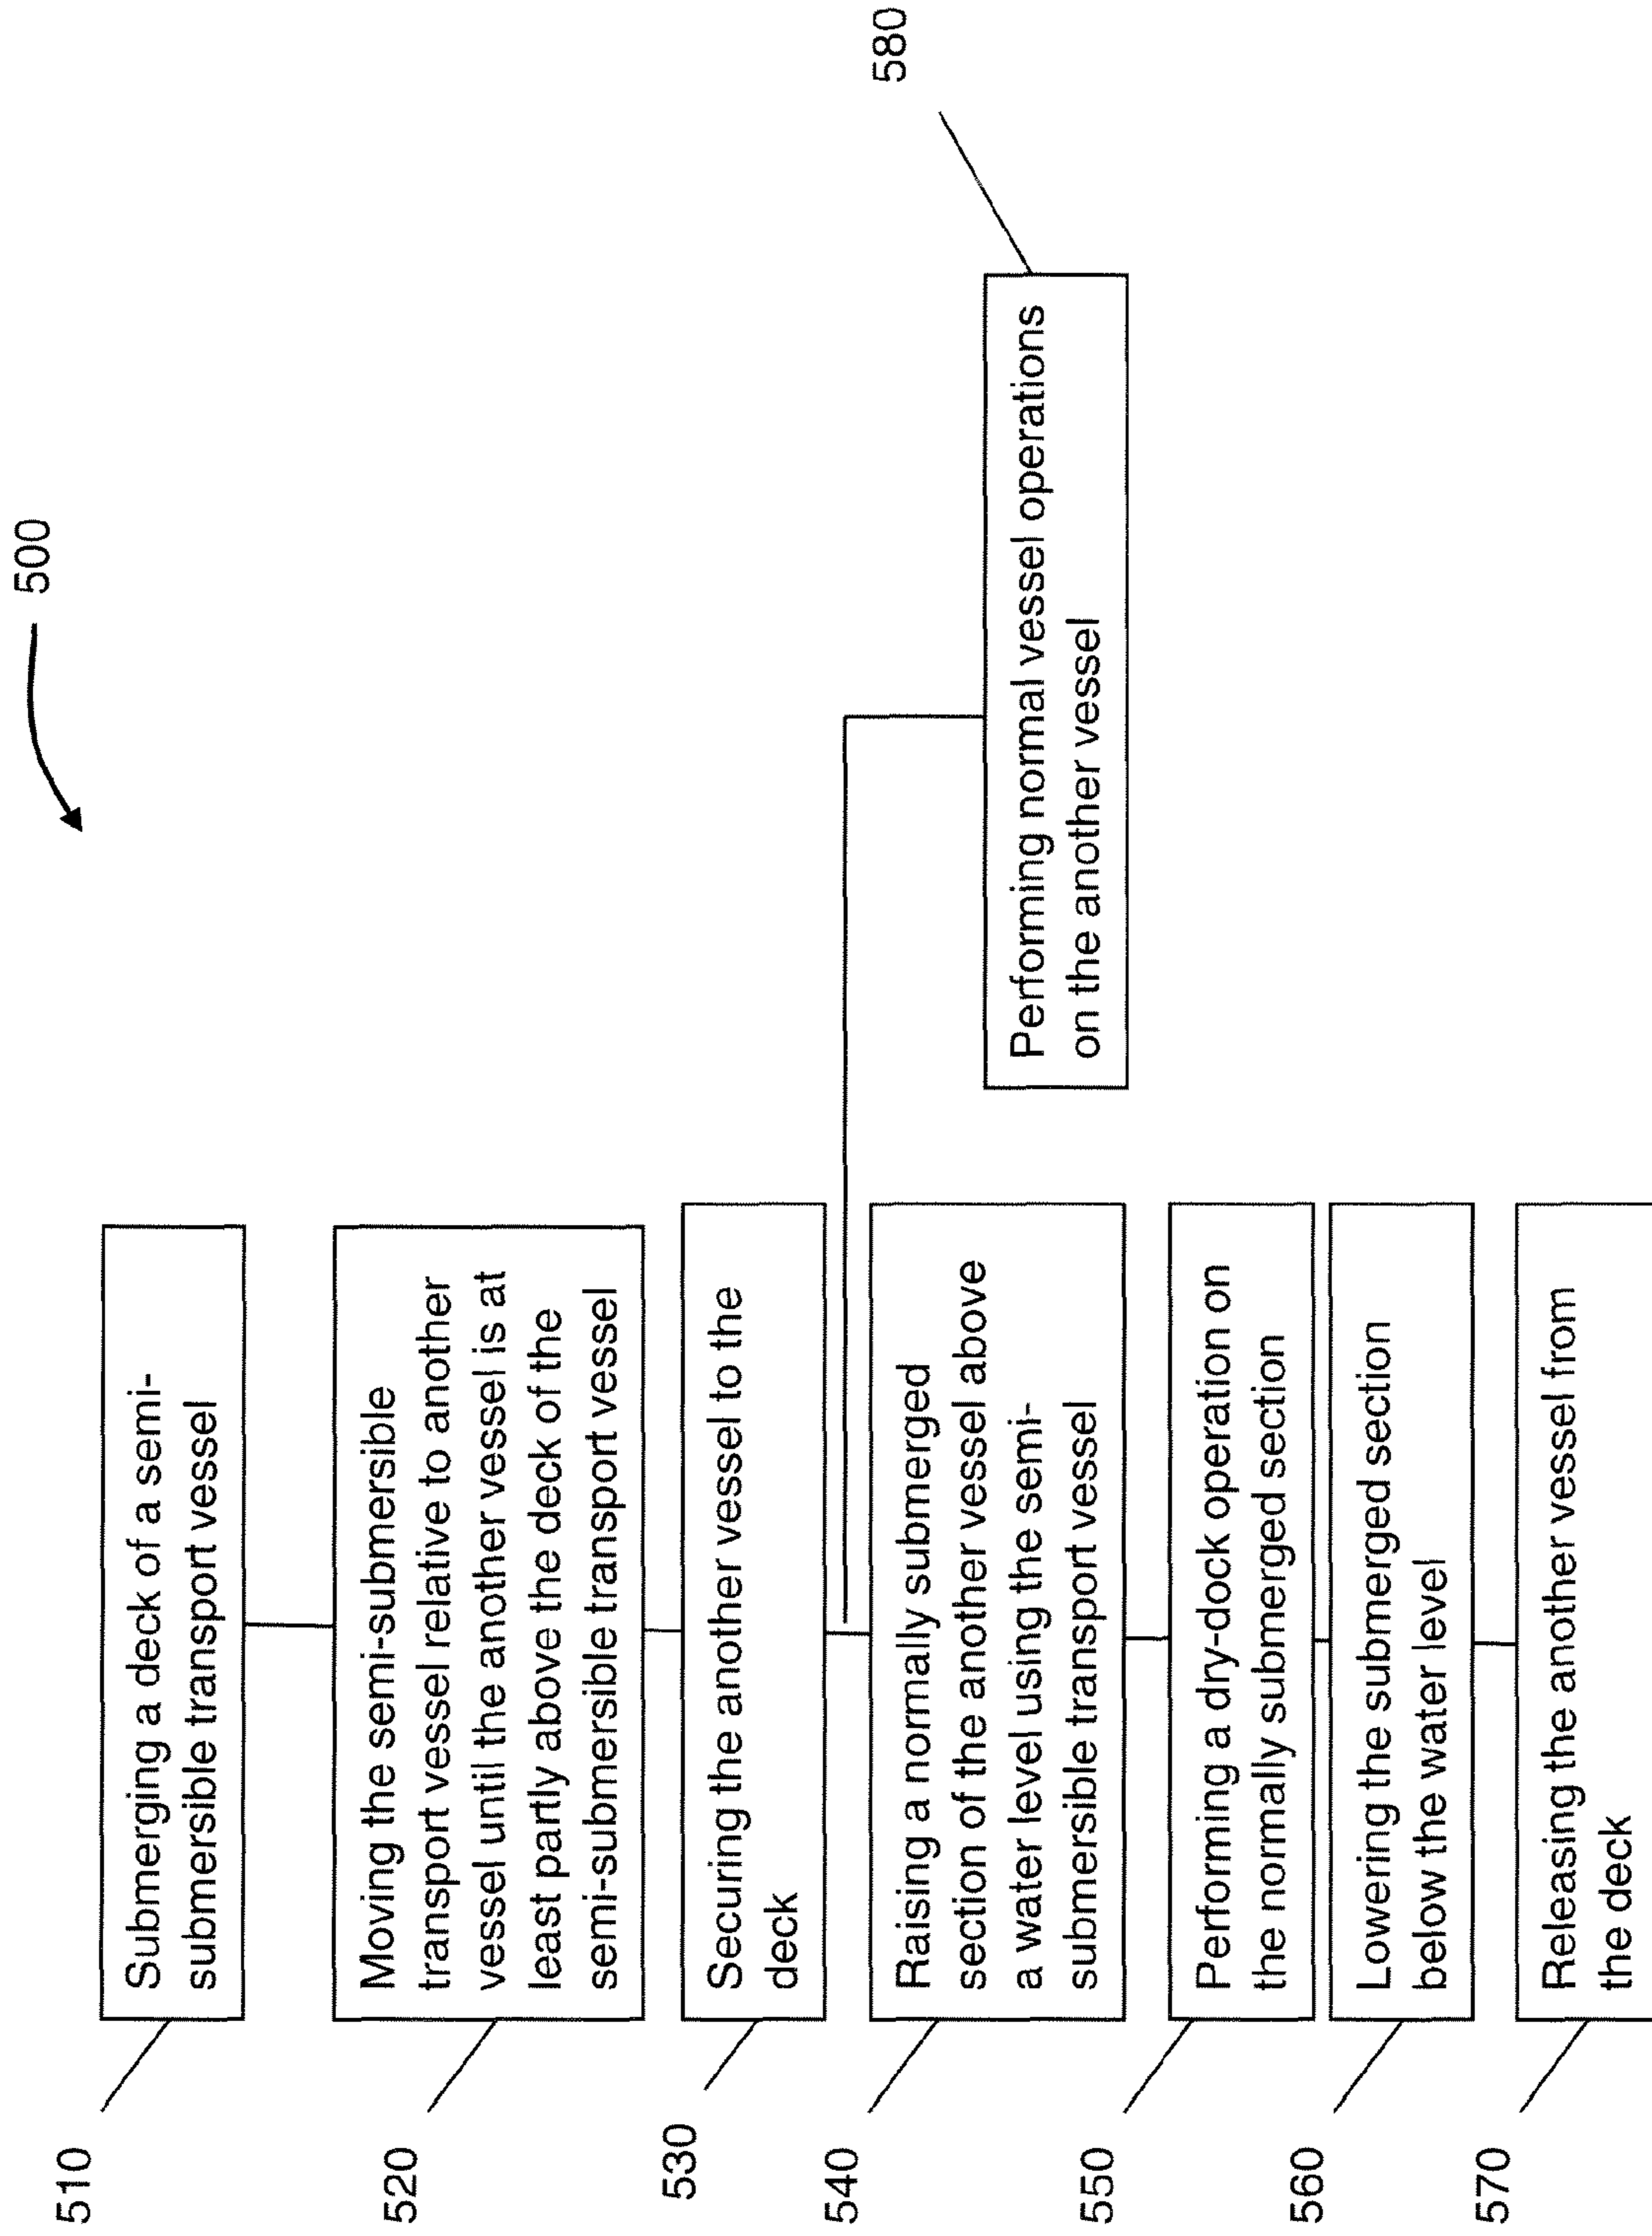 500
510
Submerging a deck of a semi-
submersible transport vessel
520
Moving the semi-submersible
transport vessel relative to another
vessel until the another vessel is at
least partly above the deck of the
semi-submersible transport vessel
530
Securing the another vessel to the
deck
540
Raising a normally submerged
section of the another vessel above
a water level using the semi-
submersible transport vessel
550
Performing a dry-dock operation on
the normally submerged section
560
Lowering the submerged section
below the water level
570
Releasing the another vessel from
the deck
580
Performing normal vessel operations
on the another vessel